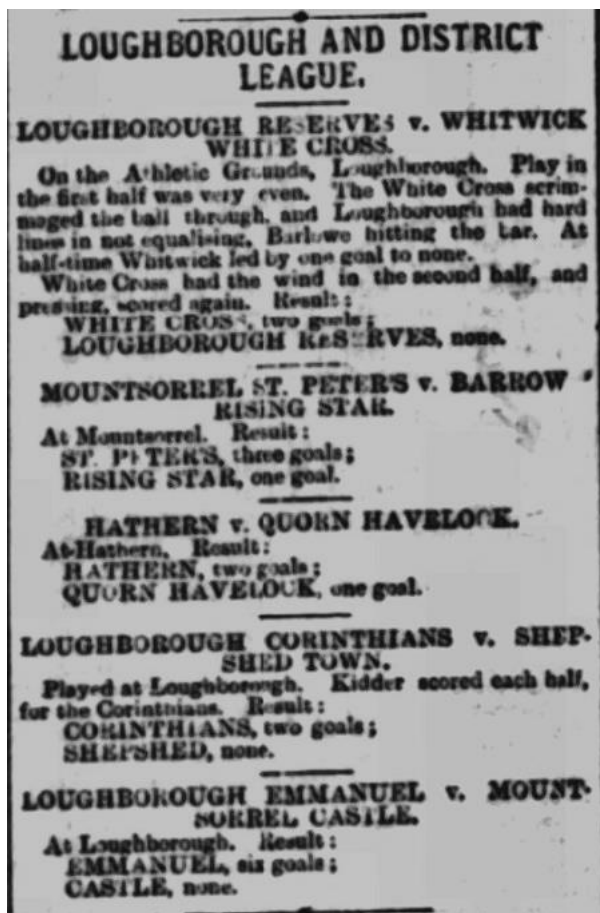 LOUGHBOROUGH AND DISTRICT
LEAGUE.
LOUGHBOROUGH RESERVES v. WHITWICK
WHITE CROSS.
On the Athletic Grounds, Loughborough. Play in
the first half was very even. The White Cross scrim-
maged the ball through, and Loughborough had hard
lines in not equalising, Barlowe hitting the bar. At
half-time Whitwick led by one goal to none.
White Cross had the wind in the second half, and
pressing, scored again. Result:
WHITE CROSS, two goals;
LOUGHBOROUGH RESERVES, none.
MOUNTSORREL ST. PETER'S v. BARROW
RISING STAR.
At Mountsorrel. Result:
ST. PETER'S, three goals;
RISING STAR, one goal.
HATHERN v. QUORN HAVELOCK.
At Hathern. Result:
HATHERN, two goals;
QUORN HAVELOCK, one goal.
LOUGHBOROUGH CORINTHIANS v. SHEP-
SHED TOWN.
Played at Loughborough. Kidder scored each half,
for the Corinthians. Result:
CORINTHIANS, two goals;
SHEPSHED, none.
LOUGHBOROUGH EMMANUEL v. MOUNT-
SORREL CASTLE.
At Loughborough. Result:
EMMANUEL, six goals;
CASTLE, none.